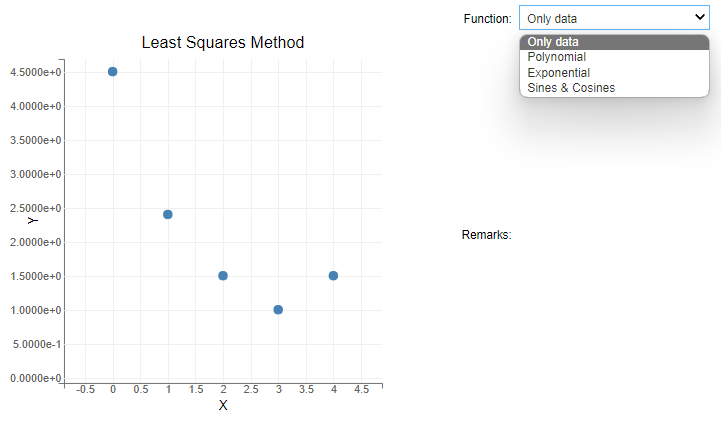 Function: Only data
Only data
Polynomial
Exponential
Sines & Cosines
Least Squares Method
4.5000e+0
4.0000e+0
3.5000e+0
3.0000e+0
2.5000e+0
2.0000e+0
1.5000e+0
1.0000e+0
5.0000e-1
0.0000e+0
Y
-0.5 0 0.5 1 1.5 2 2.5 3 3.5 4 4.5
X
Remarks: